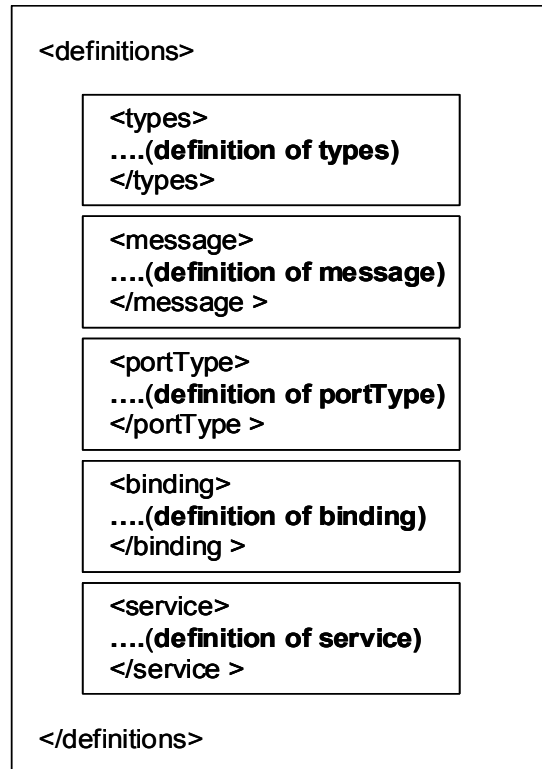 <definitions>
<types>
....(definition of types)
</types>
<message>
....(definition of message)
</message >
<portType>
....(definition of portType)
</portType >
<binding>
....(definition of binding)
</binding >
<service>
....(definition of service)
</service >
</definitions>